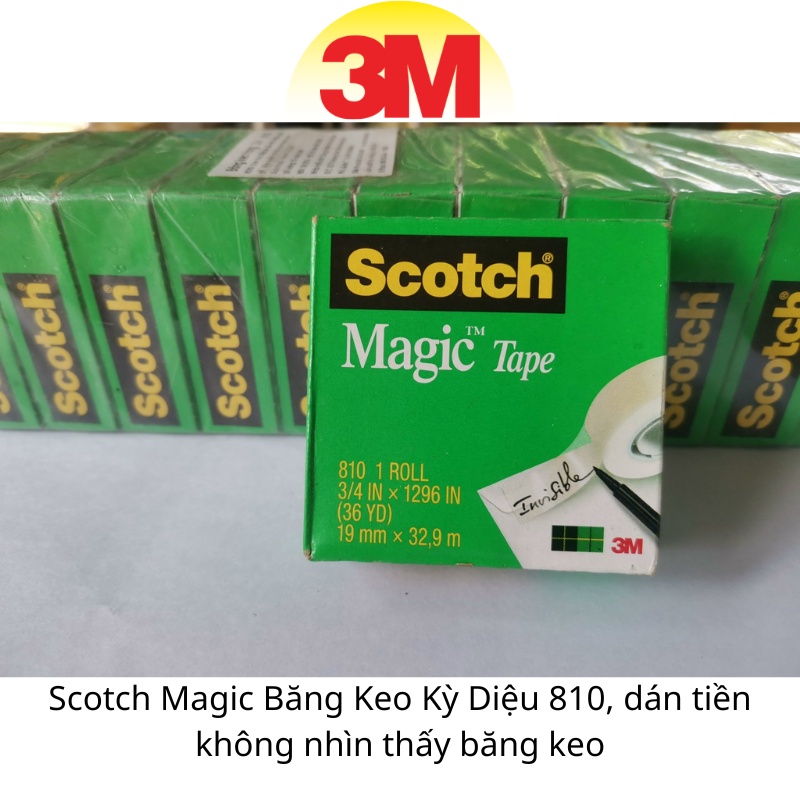 3M
Scotch®
Magic™ Tape
810 1 ROLL
3/4 IN × 1296 IN
(36 YD)
19 mm × 32,9 m
Invisible
3M
Scotch
Scotch
Scotch
Scotch
Scotch
Scotch
Scotch Magic Băng Keo Kỳ Diệu 810, dán tiền
không nhìn thấy băng keo